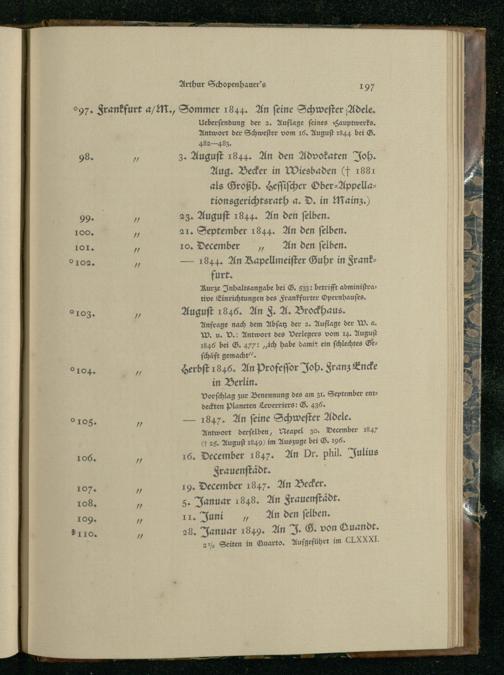 Arthur Schopenhauer's 197
°97. Frankfurt a/M., Sommer 1844. An seine Schwester Adele.
Uebersendung der 2. Auflage seines Hauptwerks.
Antwort der Schwester vom 16. August 1844 bei G.
482—483.
98. „ 3. August 1844. An den Advokaten Joh.
Aug. Becker in Wiesbaden († 1881
als Großh. Hessischer Ober-Appella-
tionsgerichtsrath a. D. in Mainz.)
99. „ 23. August 1844. An den selben.
100. „ 21. September 1844. An den selben.
101. „ 10. December „ An den selben.
°102. „ — 1844. An Kapellmeister Guhr in Frank-
furt.
Kurze Inhaltsangabe bei G. 533: betrifft administra-
tive Einrichtungen des Frankfurter Opernhauses.
°103. „ August 1846. An F. A. Brockhaus.
Anfrage nach dem Absatz der 2. Auflage der W. a.
W. u. V.: Antwort des Verlegers vom 14. August
1846 bei G. 477: „ich habe damit ein schlechtes Ge-
schäft gemacht“.
°104. „ Herbst 1846. An Professor Joh. Franz Encke
in Berlin.
Vorschlag zur Benennung des am 31. September ent-
deckten Planeten Leverriers: G. 436.
°105. „ — 1847. An seine Schwester Adele.
Antwort derselben, Neapel 30. December 1847
(† 25. August 1849) im Auszuge bei G. 196.
106. „ 16. December 1847. An Dr. phil. Julius
Frauenstädt.
107. „ 19. December 1847. An Becker.
108. „ 5. Januar 1848. An Frauenstädt.
109. „ 11. Juni „ An den selben.
*110. „ 28. Januar 1849. An J. G. von Quandt.
2½ Seiten in Quarto. Aufgeführt im CLXXXI.